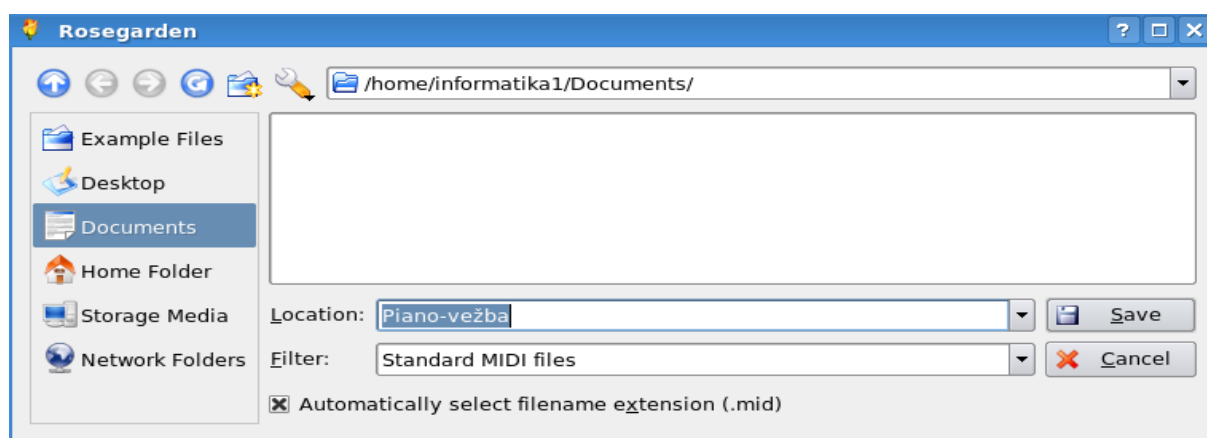 Rosegarden
/home/informatika1/Documents/
Example Files
Desktop
Documents
Home Folder
Storage Media
Network Folders
Location: Piano-vežba Save
Filter: Standard MIDI files Cancel
Automatically select filename extension (.mid)